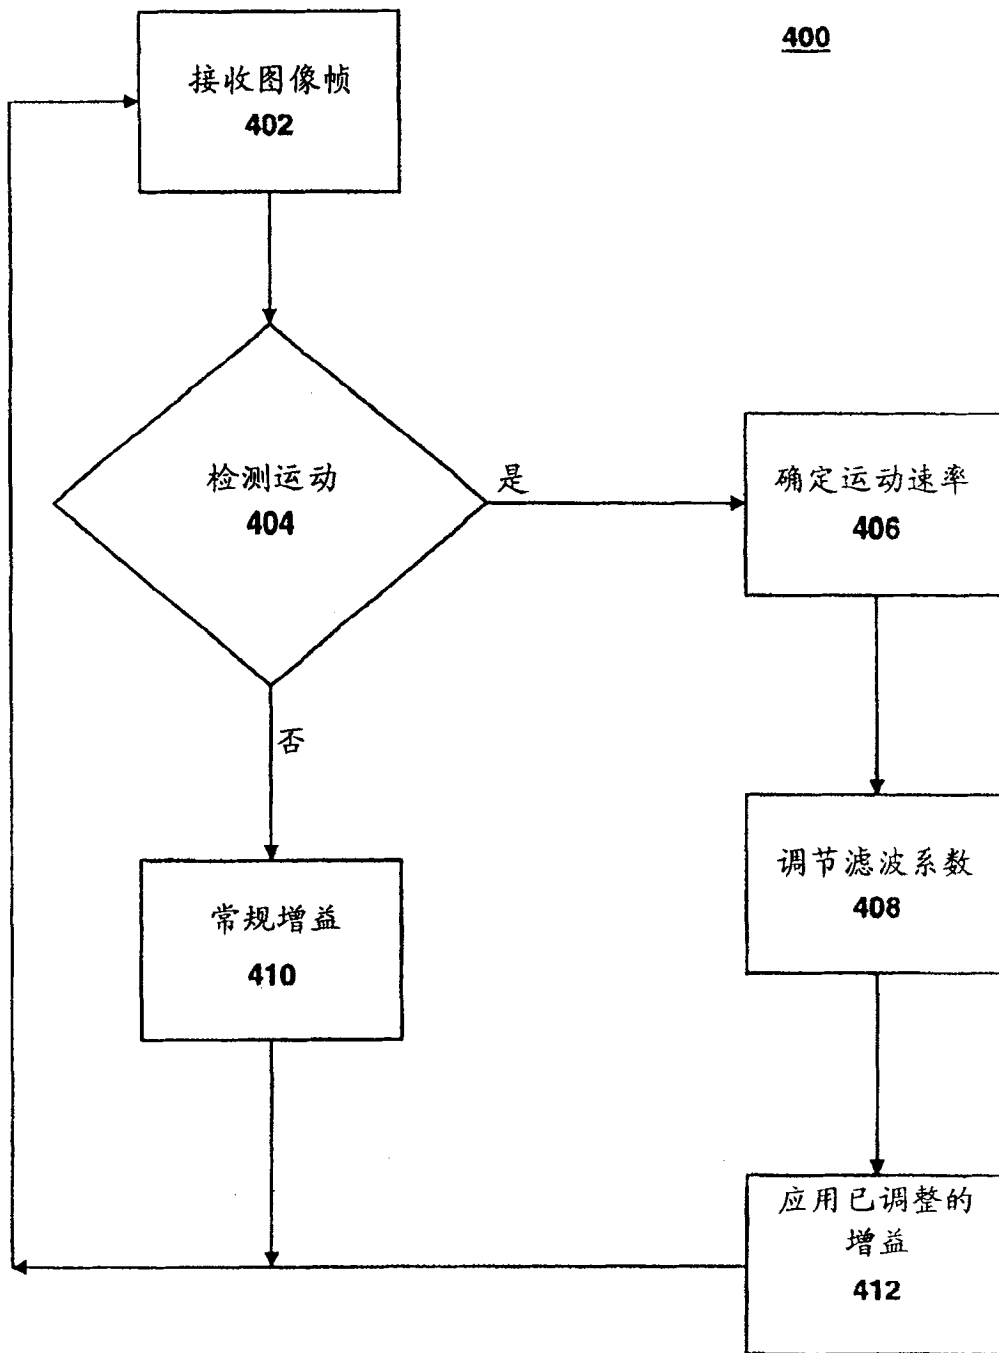 400
接收图像帧
402
检测运动
404
是
确定运动速率
406
否
调节滤波系数
408
常规增益
410
应用已调整的
增益
412